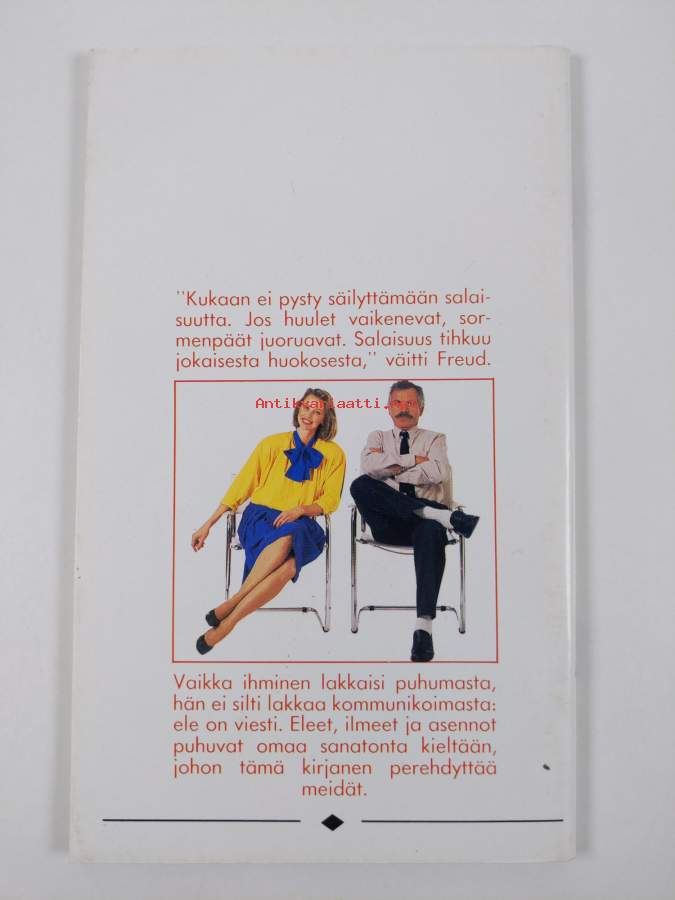 "Kukaan ei pysty säilyttämään salai-
suutta. Jos huulet vaikenevat, sor-
menpäät juoruavat. Salaisuus tihkuu
jokaisesta huokosesta," väitti Freud.
Antikvariaatti.com
Vaikka ihminen lakkaisi puhumasta,
hän ei silti lakkaa kommunikoimasta:
ele on viesti. Eleet, ilmeet ja asennot
puhuvat omaa sanatonta kieltään,
johon tämä kirjanen perehdyttää
meidät.